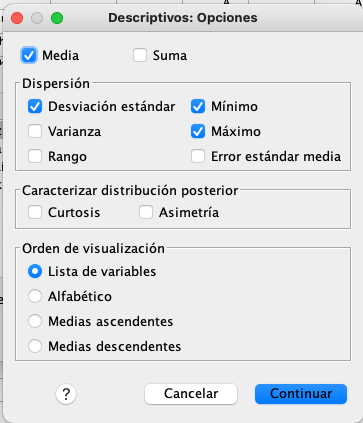 Descriptivos: Opciones
Media Suma
Dispersión
Desviación estándar Mínimo
Varianza Máximo
Rango Error estándar media
Caracterizar distribución posterior
Curtosis Asimetría
Orden de visualización
Lista de variables
Alfabético
Medias ascendentes
Medias descendentes
? Cancelar Continuar